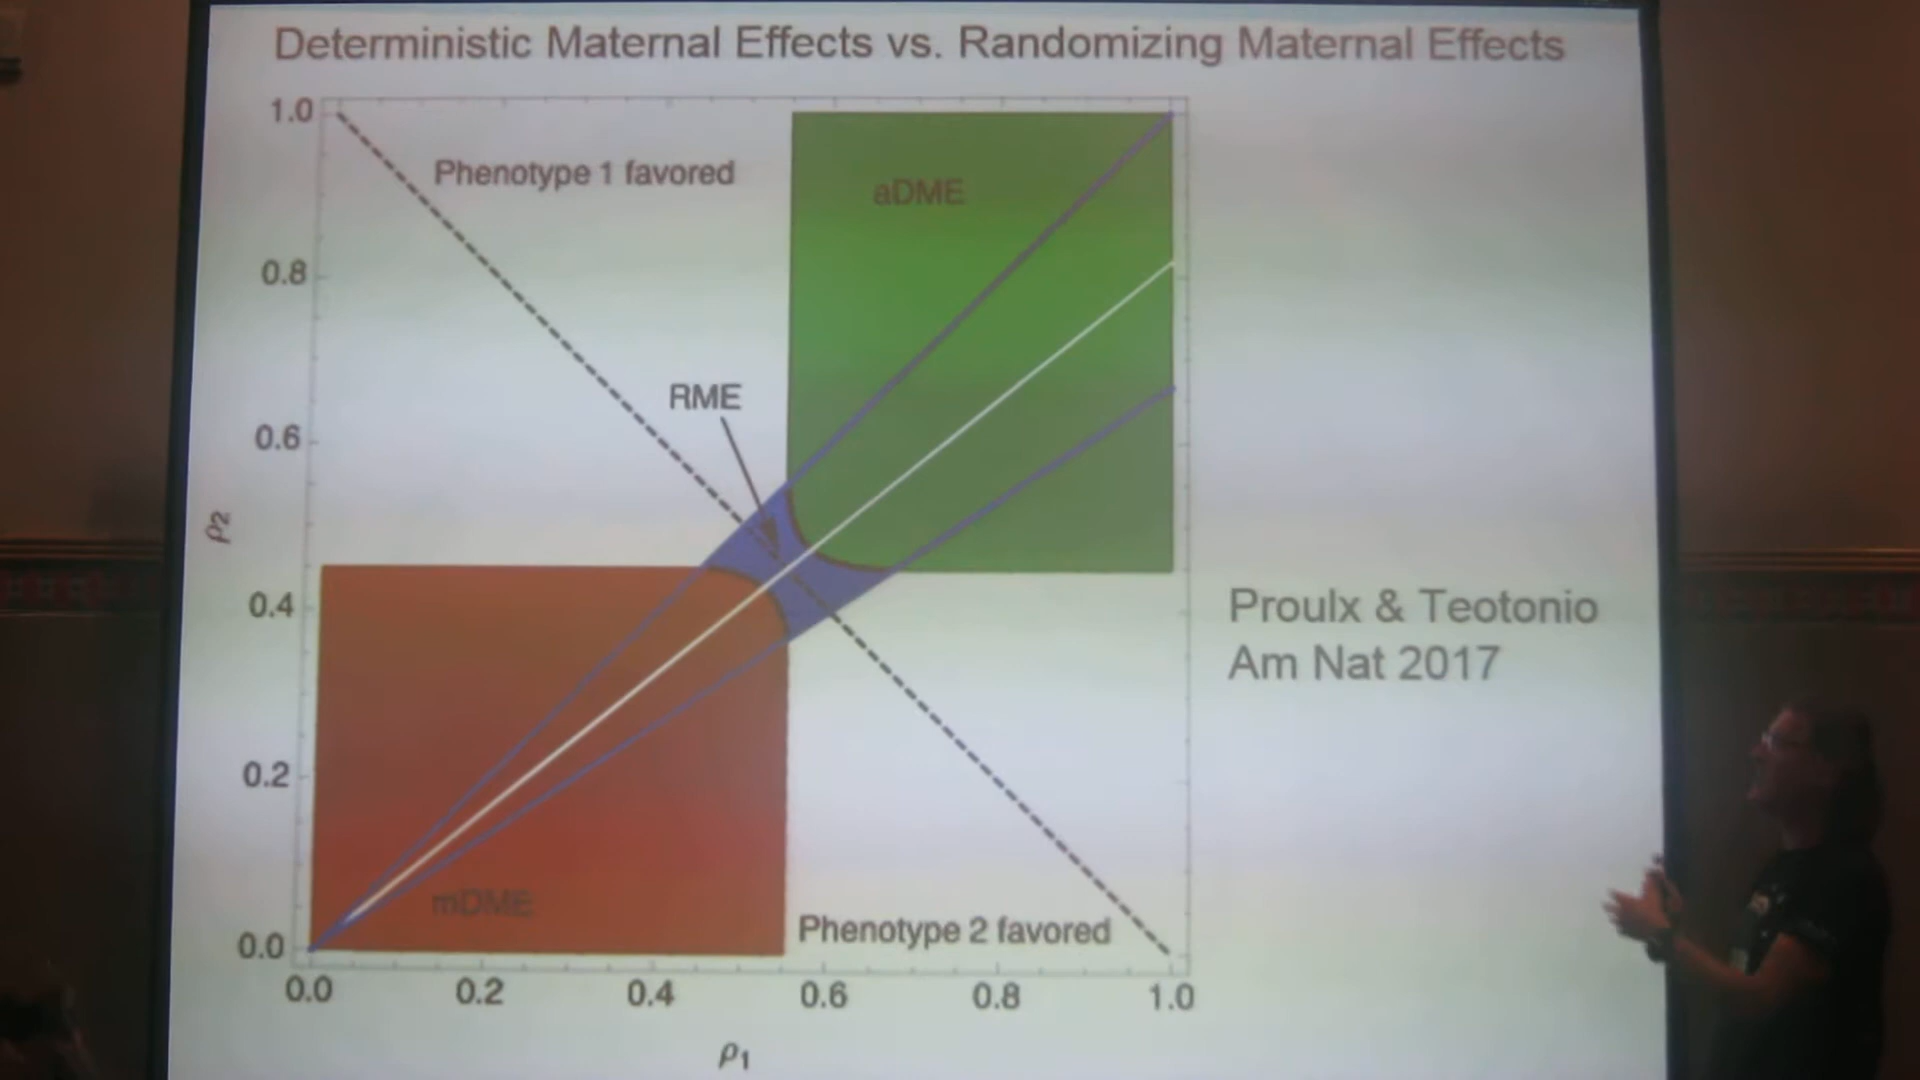 Deterministic Maternal Effects vs. Randomizing Maternal Effects
1.0
Phenotype 1 favored
aDME
0.8
RME
0.6
ρ2
0.4
Proulx & Teotonio
Am Nat 2017
0.2
mDME
Phenotype 2 favored
0.0
0.0 0.2 0.4 0.6 0.8 1.0
ρ1